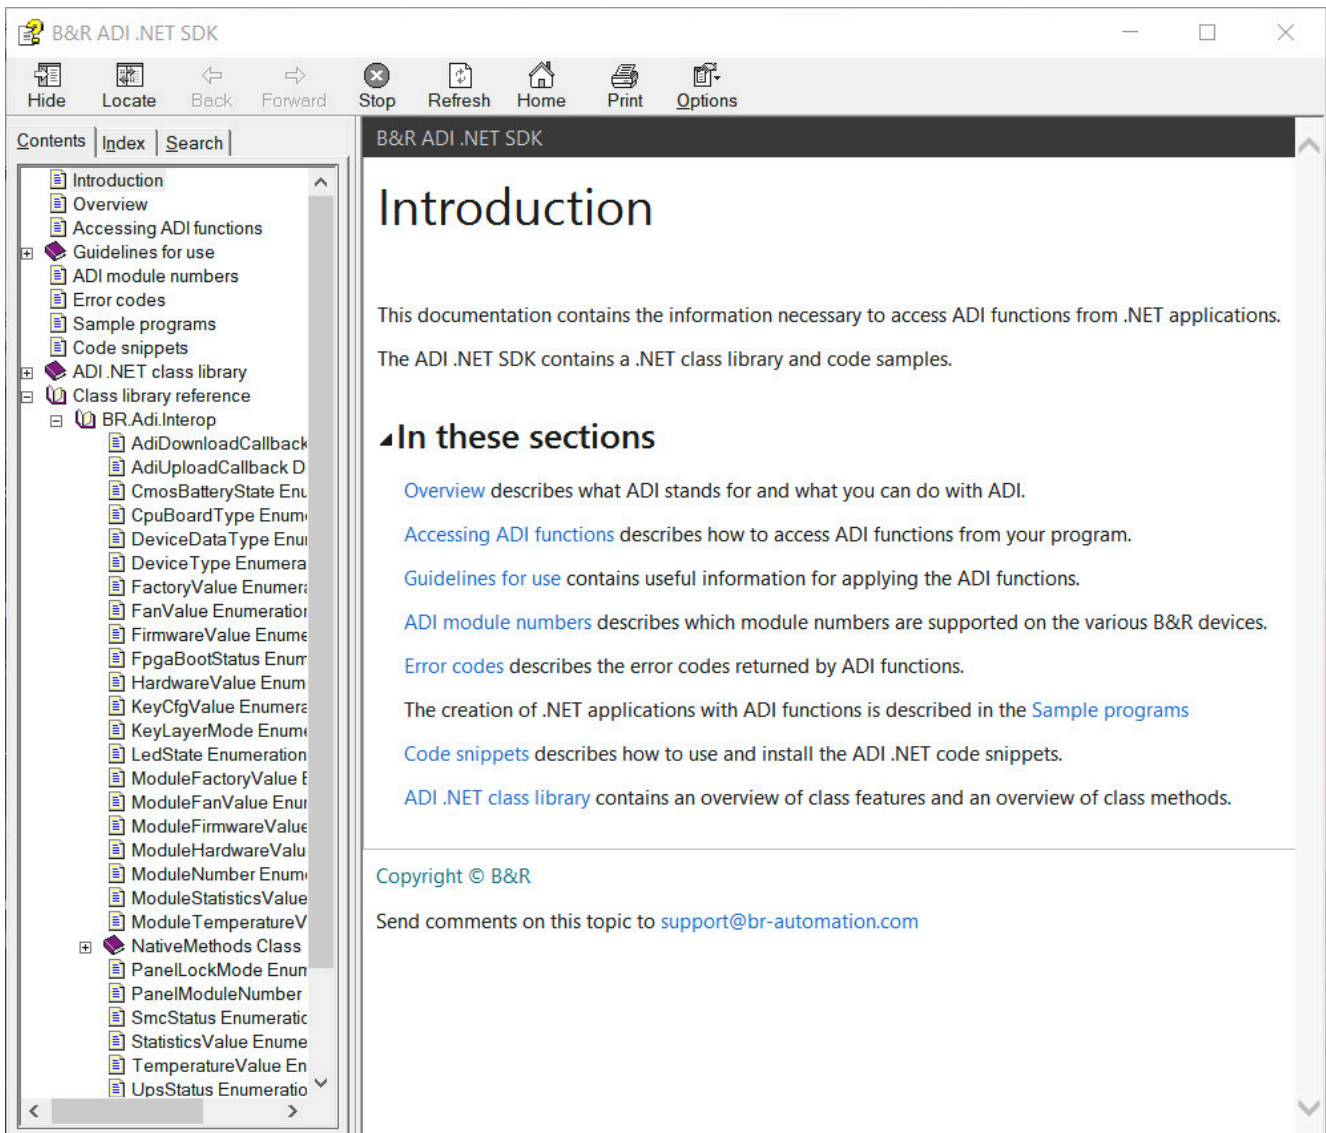 B&R ADI .NET SDK
Hide Locate Back Forward Stop Refresh Home Print Options
Contents Index Search
Introduction
Overview
Accessing ADI functions
Guidelines for use
ADI module numbers
Error codes
Sample programs
Code snippets
ADI .NET class library
Class library reference
BR.Adi.Interop
AdiDownloadCallback
AdiUploadCallback D
CmosBatteryState Enu
CpuBoardType Enum
DeviceDataType Enu
DeviceType Enumera
FactoryValue Enumera
FanValue Enumeration
FirmwareValue Enume
FpgaBootStatus Enum
HardwareValue Enum
KeyCfgValue Enumera
KeyLayerMode Enume
LedState Enumeration
ModuleFactoryValue E
ModuleFanValue Enu
ModuleFirmwareValue
ModuleHardwareValu
ModuleNumber Enum
ModuleStatisticsValue
ModuleTemperatureV
NativeMethods Class
PanelLockMode Enum
PanelModuleNumber
SmcStatus Enumeratio
StatisticsValue Enume
TemperatureValue En
UpsStatus Enumeratio
B&R ADI .NET SDK
Introduction
This documentation contains the information necessary to access ADI functions from .NET applications.
The ADI .NET SDK contains a .NET class library and code samples.
In these sections
Overview describes what ADI stands for and what you can do with ADI.
Accessing ADI functions describes how to access ADI functions from your program.
Guidelines for use contains useful information for applying the ADI functions.
ADI module numbers describes which module numbers are supported on the various B&R devices.
Error codes describes the error codes returned by ADI functions.
The creation of .NET applications with ADI functions is described in the Sample programs
Code snippets describes how to use and install the ADI .NET code snippets.
ADI .NET class library contains an overview of class features and an overview of class methods.
Copyright © B&R
Send comments on this topic to support@br-automation.com